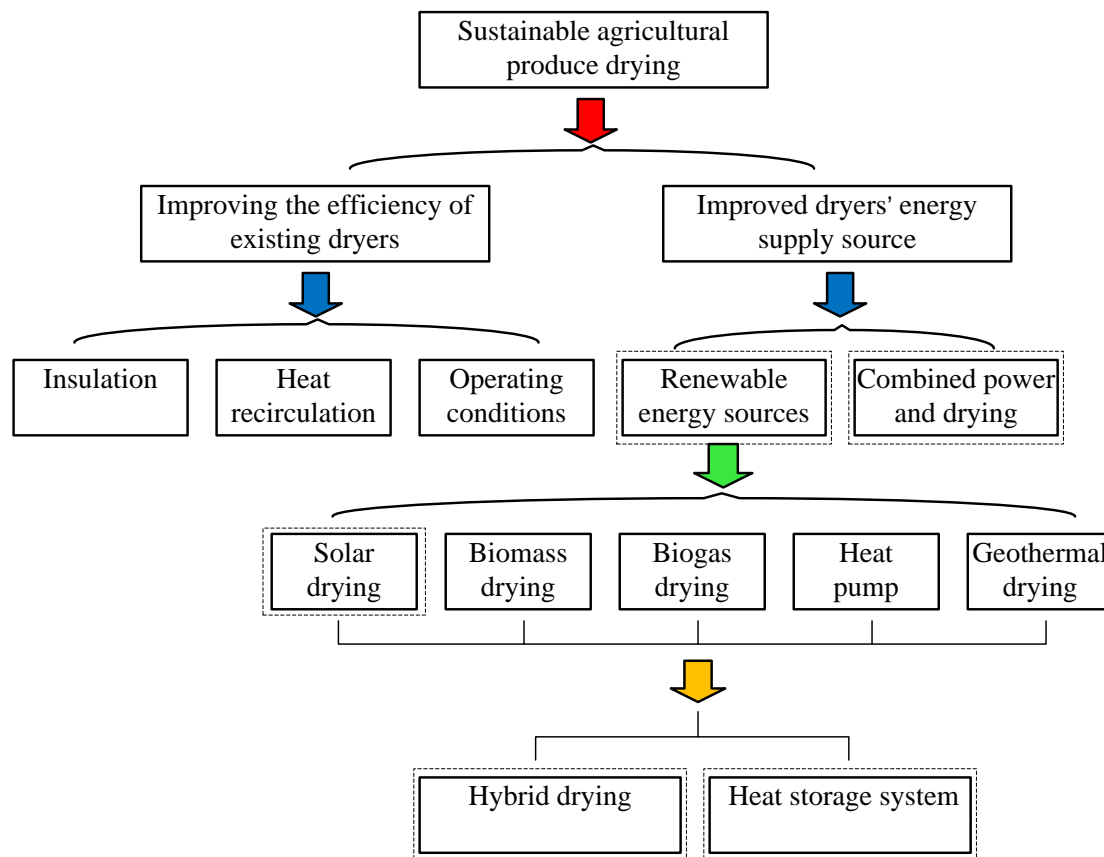 Sustainable agricultural
produce drying
Improving the efficiency of
existing dryers
Improved dryers' energy
supply source
Insulation
Heat
recirculation
Operating
conditions
Renewable
energy sources
Combined power
and drying
Solar
drying
Biomass
drying
Biogas
drying
Heat
pump
Geothermal
drying
Hybrid drying
Heat storage system